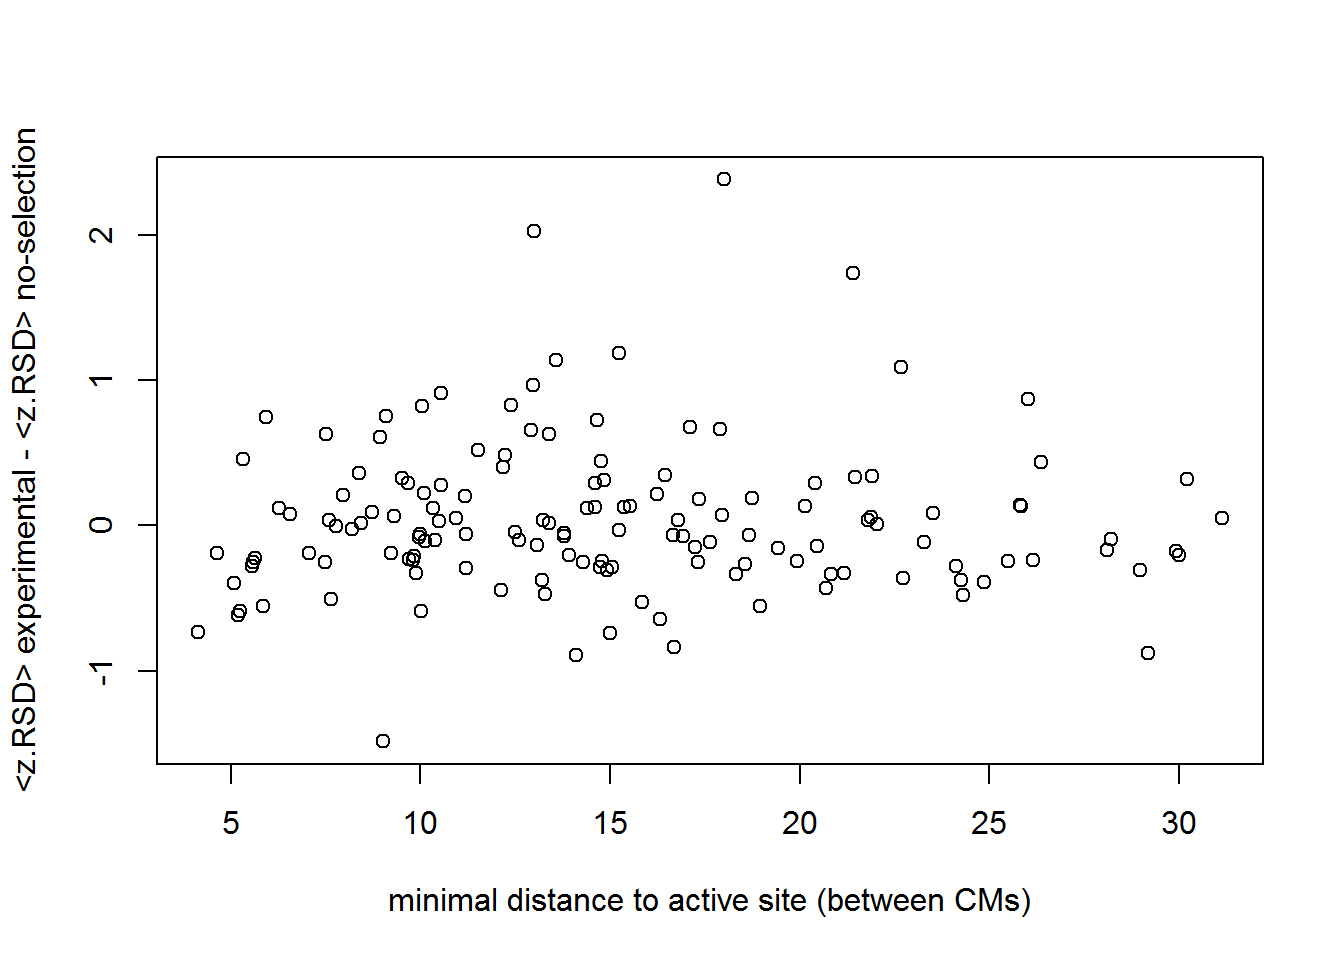 <z.RSD> experimental - <z.RSD> no-selection
2
1
0
-1
5 10 15 20 25 30
minimal distance to active site (between CMs)